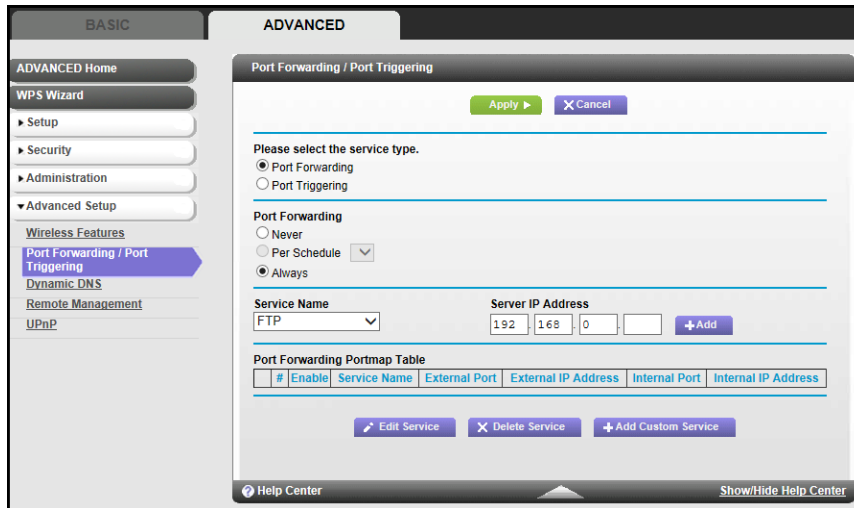 BASIC
ADVANCED
ADVANCED Home
WPS Wizard
Setup
Security
Administration
Advanced Setup
Wireless Features
Port Forwarding / Port
Triggering
Dynamic DNS
Remote Management
UPnP
Port Forwarding / Port Triggering
Apply
Cancel
Please select the service type.
Port Forwarding
Port Triggering
Port Forwarding
Never
Per Schedule
Always
Service Name
Server IP Address
FTP
192 . 168 . 0 .
+Add
Port Forwarding Portmap Table
# Enable Service Name External Port External IP Address Internal Port Internal IP Address
Edit Service
Delete Service
+Add Custom Service
? Help Center
Show/Hide Help Center